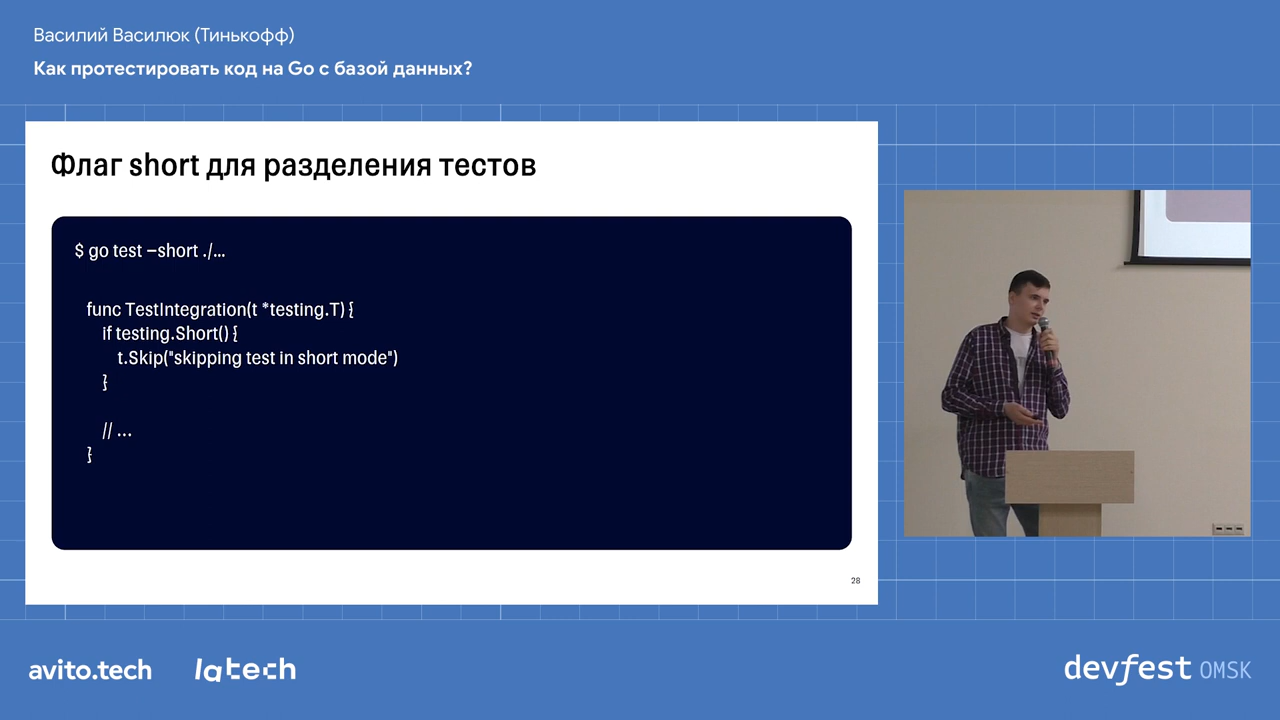 Василий Василюк (Тинькофф)
Как протестировать код на Go с базой данных?
Флаг short для разделения тестов
$ go test –short ./...
func TestIntegration(t *testing.T) {
if testing.Short() {
t.Skip("skipping test in short mode")
}
// ...
}
28
avito.tech
latech
devfest OMSK